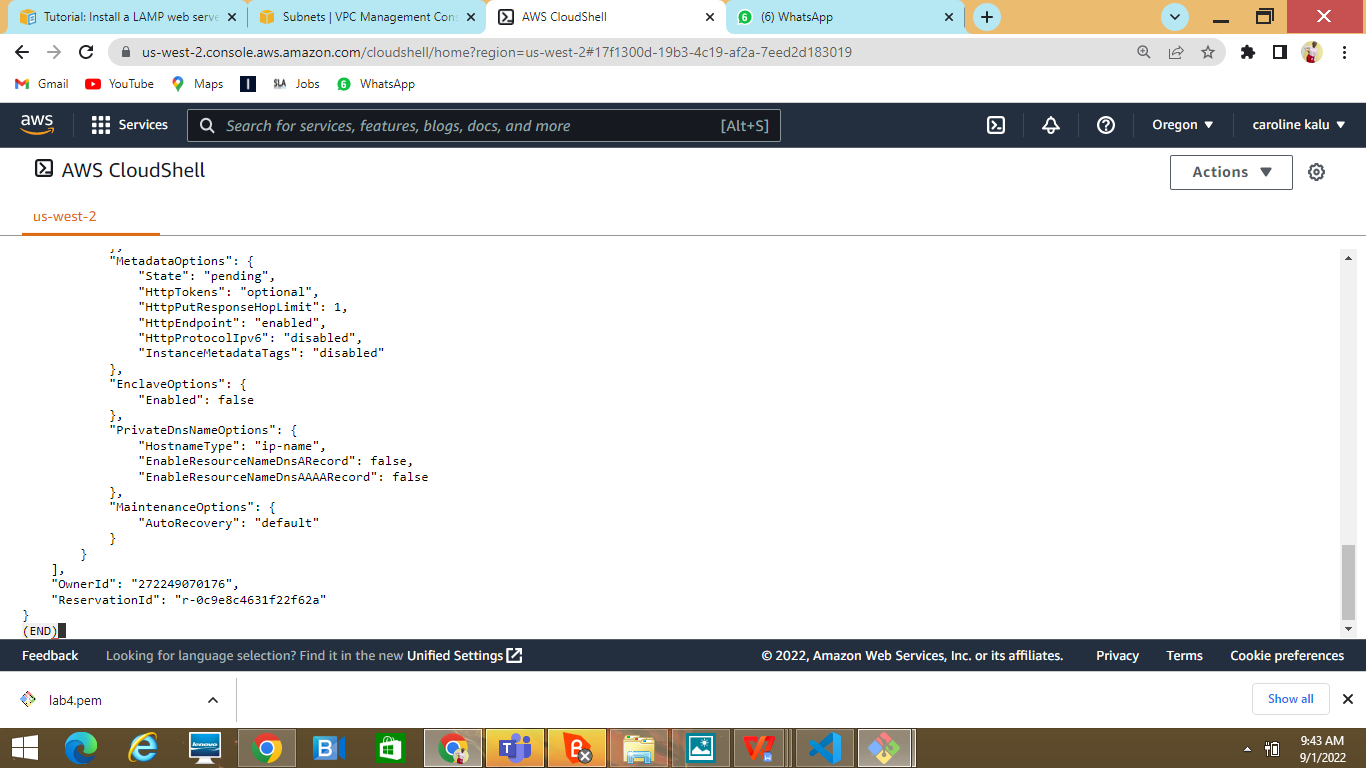 Tutorial: Install a LAMP web serve
Subnets | VPC Management Con
AWS CloudShell
(6) WhatsApp
us-west-2.console.aws.amazon.com/cloudshell/home?region=us-west-2#17f1300d-19b3-4c19-af2a-7eed2d183019
Gmail
YouTube
Maps
I
SLA
Jobs
6
WhatsApp
aws
Services
Search for services, features, blogs, docs, and more
[Alt+S]
Oregon
caroline kalu
AWS CloudShell
Actions
us-west-2
},
"MetadataOptions": {
"State": "pending",
"HttpTokens": "optional",
"HttpPutResponseHopLimit": 1,
"HttpEndpoint": "enabled",
"HttpProtocolIpv6": "disabled",
"InstanceMetadataTags": "disabled"
},
"EnclaveOptions": {
"Enabled": false
},
"PrivateDnsNameOptions": {
"HostnameType": "ip-name",
"EnableResourceNameDnsARecord": false,
"EnableResourceNameDnsAAAARecord": false
},
"MaintenanceOptions": {
"AutoRecovery": "default"
}
}
],
"OwnerId": "272249070176",
"ReservationId": "r-0c9e8c4631f22f62a"
}
(END)
Feedback
Looking for language selection? Find it in the new Unified Settings
© 2022, Amazon Web Services, Inc. or its affiliates.
Privacy
Terms
Cookie preferences
lab4.pem
Show all
lenovo
9:43 AM
9/1/2022